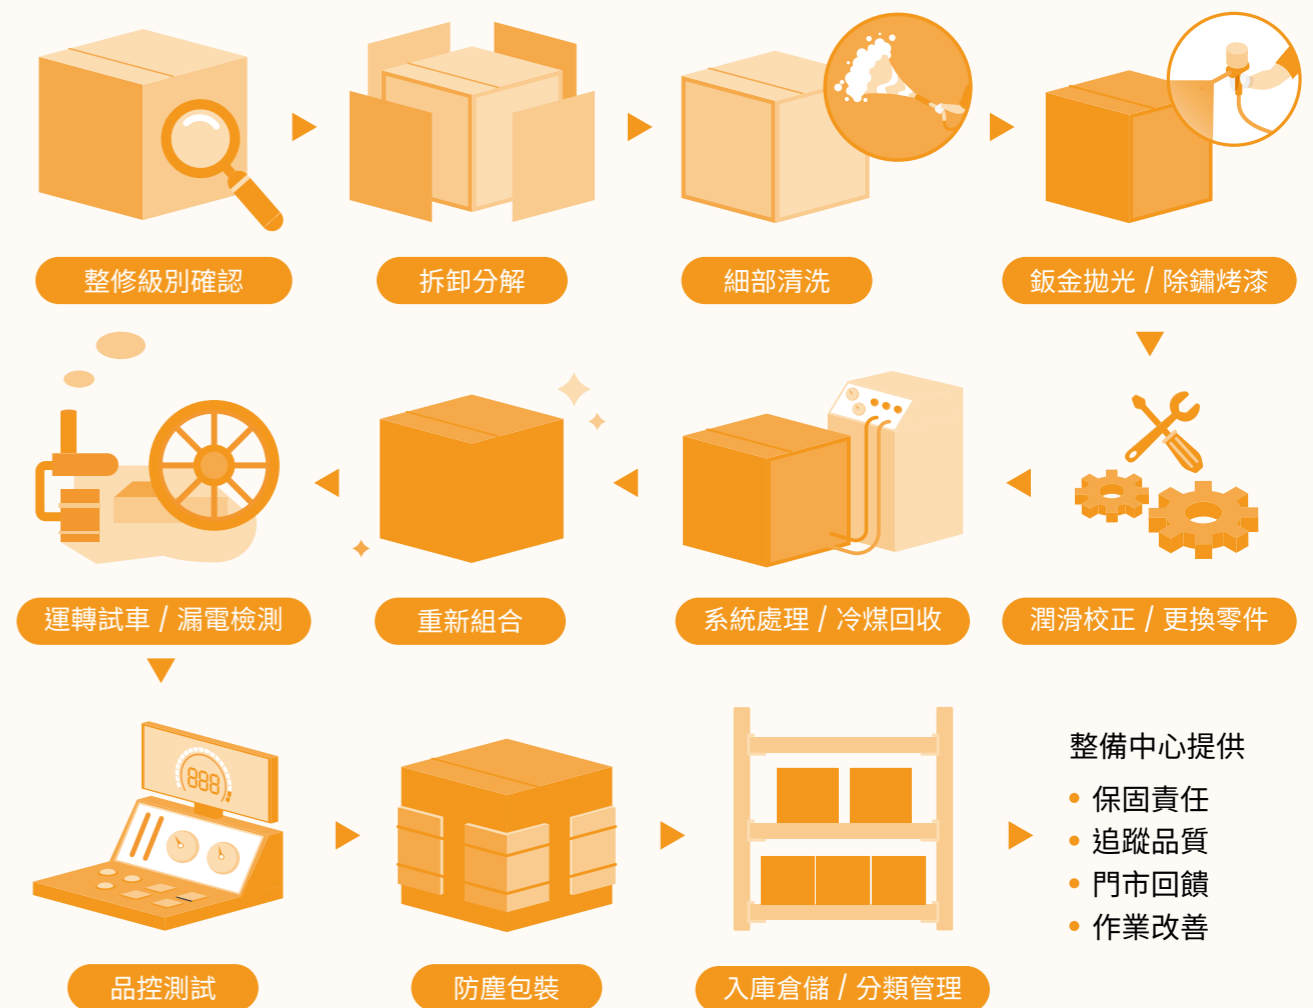 整修級別確認
拆卸分解
細部清洗
鈑金拋光 / 除鏽烤漆
潤滑校正 / 更換零件
系統處理 / 冷煤回收
重新組合
運轉試車 / 漏電檢測
888
品控測試
防塵包裝
入庫倉儲 / 分類管理
整備中心提供
• 保固責任
• 追蹤品質
• 門市回饋
• 作業改善